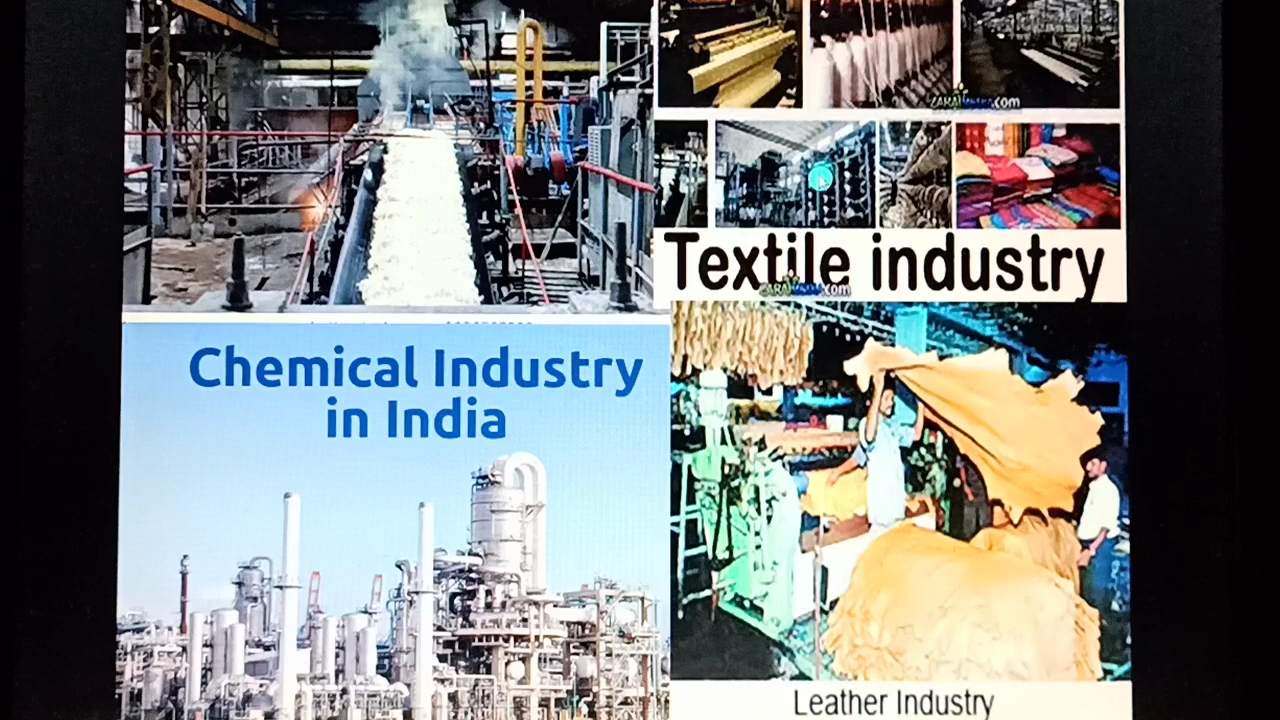 Textile industry
Chemical Industry
in India
Leather Industry